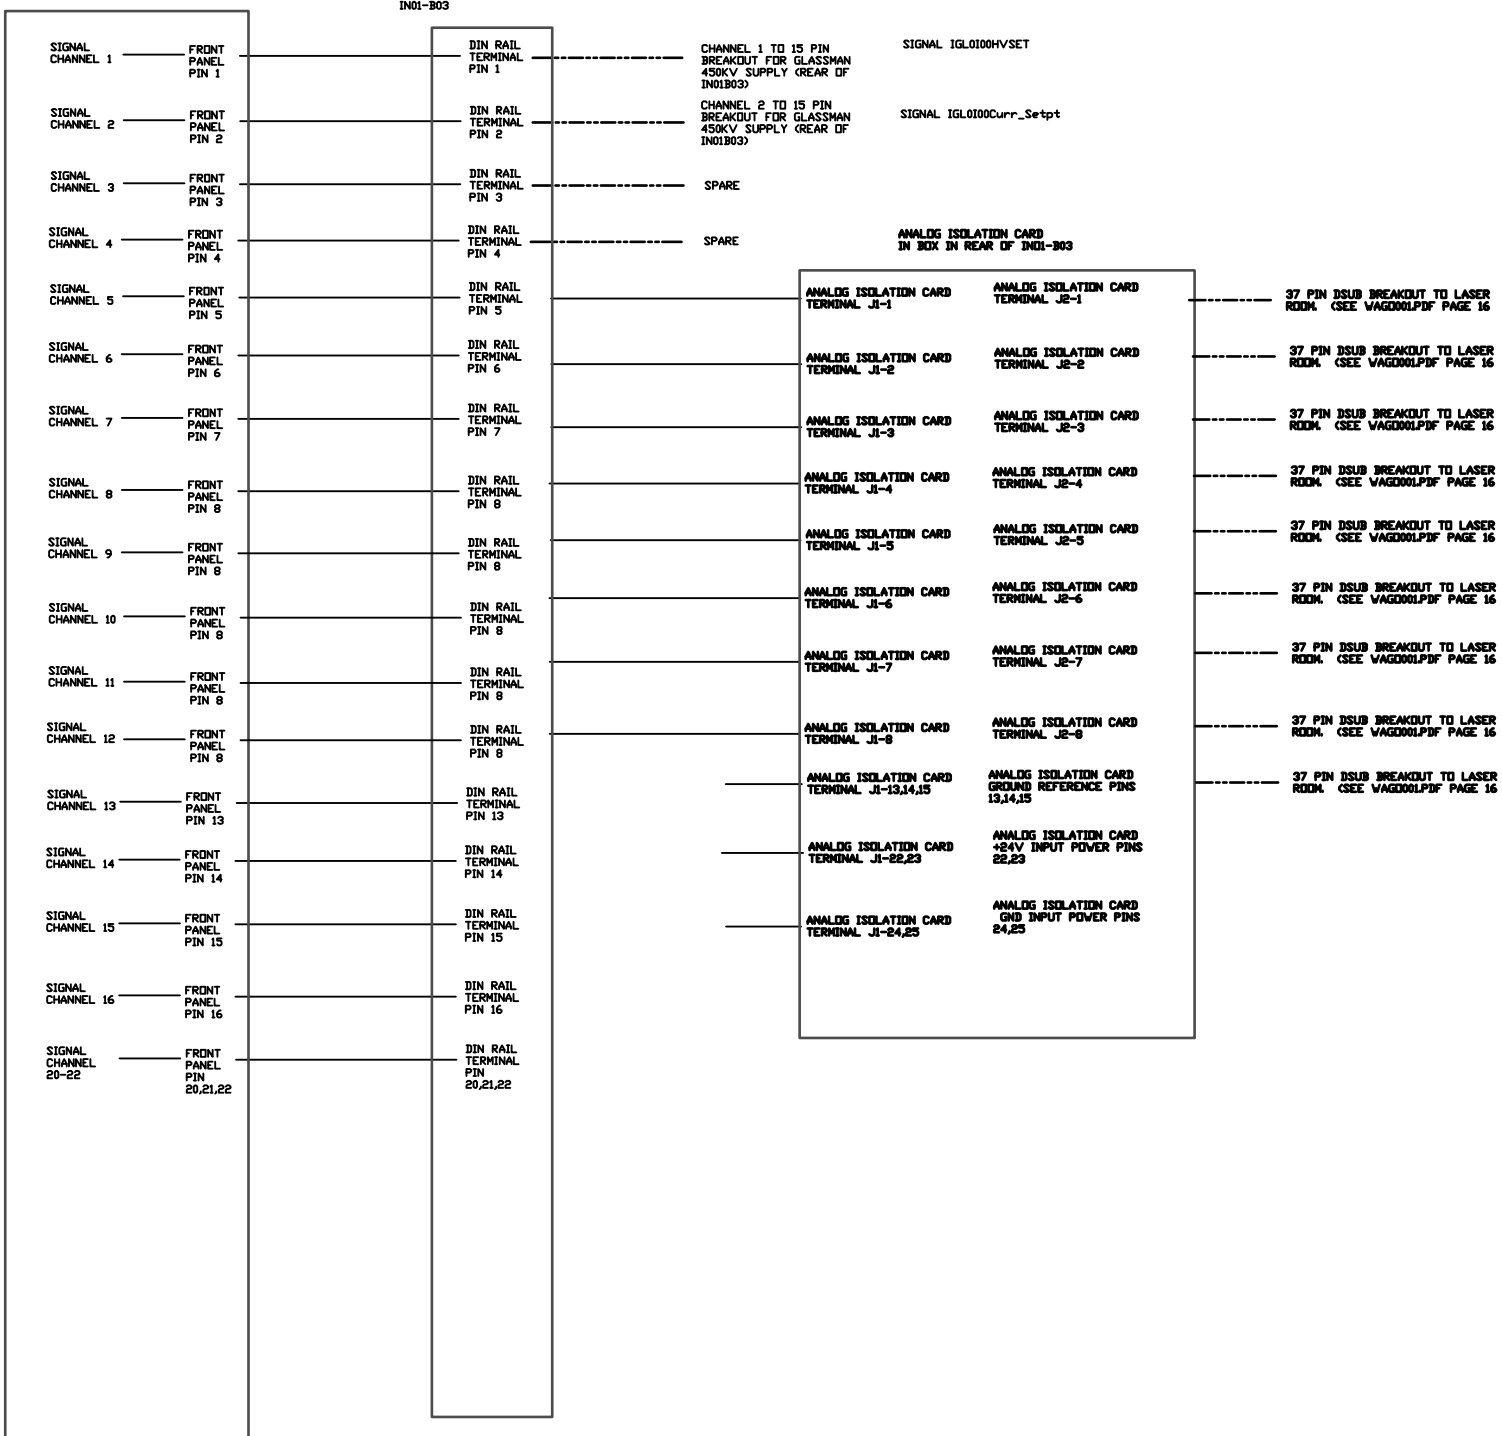 IN01-B03
SIGNAL
CHANNEL 1
FRONT
PANEL
PIN 1
DIN RAIL
TERMINAL
PIN 1
CHANNEL 1 TO 15 PIN
BREAKOUT FOR GLASSMAN
450KV SUPPLY (REAR OF
IN01B03)
SIGNAL IGL0I00HVSET
SIGNAL
CHANNEL 2
FRONT
PANEL
PIN 2
DIN RAIL
TERMINAL
PIN 2
CHANNEL 2 TO 15 PIN
BREAKOUT FOR GLASSMAN
450KV SUPPLY (REAR OF
IN01B03)
SIGNAL IGL0I00Curr_Setpt
SIGNAL
CHANNEL 3
FRONT
PANEL
PIN 3
DIN RAIL
TERMINAL
PIN 3
SPARE
SIGNAL
CHANNEL 4
FRONT
PANEL
PIN 4
DIN RAIL
TERMINAL
PIN 4
SPARE
ANALOG ISOLATION CARD
IN BOX IN REAR OF IN01-B03
SIGNAL
CHANNEL 5
FRONT
PANEL
PIN 5
DIN RAIL
TERMINAL
PIN 5
ANALOG ISOLATION CARD
TERMINAL J1-1
ANALOG ISOLATION CARD
TERMINAL J2-1
37 PIN DSUB BREAKOUT TO LASER
ROOM. (SEE WAGO001.PDF PAGE 16
SIGNAL
CHANNEL 6
FRONT
PANEL
PIN 6
DIN RAIL
TERMINAL
PIN 6
ANALOG ISOLATION CARD
TERMINAL J1-2
ANALOG ISOLATION CARD
TERMINAL J2-2
37 PIN DSUB BREAKOUT TO LASER
ROOM. (SEE WAGO001.PDF PAGE 16
SIGNAL
CHANNEL 7
FRONT
PANEL
PIN 7
DIN RAIL
TERMINAL
PIN 7
ANALOG ISOLATION CARD
TERMINAL J1-3
ANALOG ISOLATION CARD
TERMINAL J2-3
37 PIN DSUB BREAKOUT TO LASER
ROOM. (SEE WAGO001.PDF PAGE 16
SIGNAL
CHANNEL 8
FRONT
PANEL
PIN 8
DIN RAIL
TERMINAL
PIN 8
ANALOG ISOLATION CARD
TERMINAL J1-4
ANALOG ISOLATION CARD
TERMINAL J2-4
37 PIN DSUB BREAKOUT TO LASER
ROOM. (SEE WAGO001.PDF PAGE 16
SIGNAL
CHANNEL 9
FRONT
PANEL
PIN 8
DIN RAIL
TERMINAL
PIN 8
ANALOG ISOLATION CARD
TERMINAL J1-5
ANALOG ISOLATION CARD
TERMINAL J2-5
37 PIN DSUB BREAKOUT TO LASER
ROOM. (SEE WAGO001.PDF PAGE 16
SIGNAL
CHANNEL 10
FRONT
PANEL
PIN 8
DIN RAIL
TERMINAL
PIN 8
ANALOG ISOLATION CARD
TERMINAL J1-6
ANALOG ISOLATION CARD
TERMINAL J2-6
37 PIN DSUB BREAKOUT TO LASER
ROOM. (SEE WAGO001.PDF PAGE 16
SIGNAL
CHANNEL 11
FRONT
PANEL
PIN 8
DIN RAIL
TERMINAL
PIN 8
ANALOG ISOLATION CARD
TERMINAL J1-7
ANALOG ISOLATION CARD
TERMINAL J2-7
37 PIN DSUB BREAKOUT TO LASER
ROOM. (SEE WAGO001.PDF PAGE 16
SIGNAL
CHANNEL 12
FRONT
PANEL
PIN 8
DIN RAIL
TERMINAL
PIN 8
ANALOG ISOLATION CARD
TERMINAL J1-8
ANALOG ISOLATION CARD
TERMINAL J2-8
37 PIN DSUB BREAKOUT TO LASER
ROOM. (SEE WAGO001.PDF PAGE 16
SIGNAL
CHANNEL 13
FRONT
PANEL
PIN 13
DIN RAIL
TERMINAL
PIN 13
ANALOG ISOLATION CARD
TERMINAL J1-13,14,15
ANALOG ISOLATION CARD
GROUND REFERENCE PINS
13,14,15
37 PIN DSUB BREAKOUT TO LASER
ROOM. (SEE WAGO001.PDF PAGE 16
SIGNAL
CHANNEL 14
FRONT
PANEL
PIN 14
DIN RAIL
TERMINAL
PIN 14
ANALOG ISOLATION CARD
TERMINAL J1-22,23
ANALOG ISOLATION CARD
+24V INPUT POWER PINS
22,23
SIGNAL
CHANNEL 15
FRONT
PANEL
PIN 15
DIN RAIL
TERMINAL
PIN 15
ANALOG ISOLATION CARD
TERMINAL J1-24,25
ANALOG ISOLATION CARD
GND INPUT POWER PINS
24,25
SIGNAL
CHANNEL 16
FRONT
PANEL
PIN 16
DIN RAIL
TERMINAL
PIN 16
SIGNAL
CHANNEL
20-22
FRONT
PANEL
PIN
20,21,22
DIN RAIL
TERMINAL
PIN
20,21,22